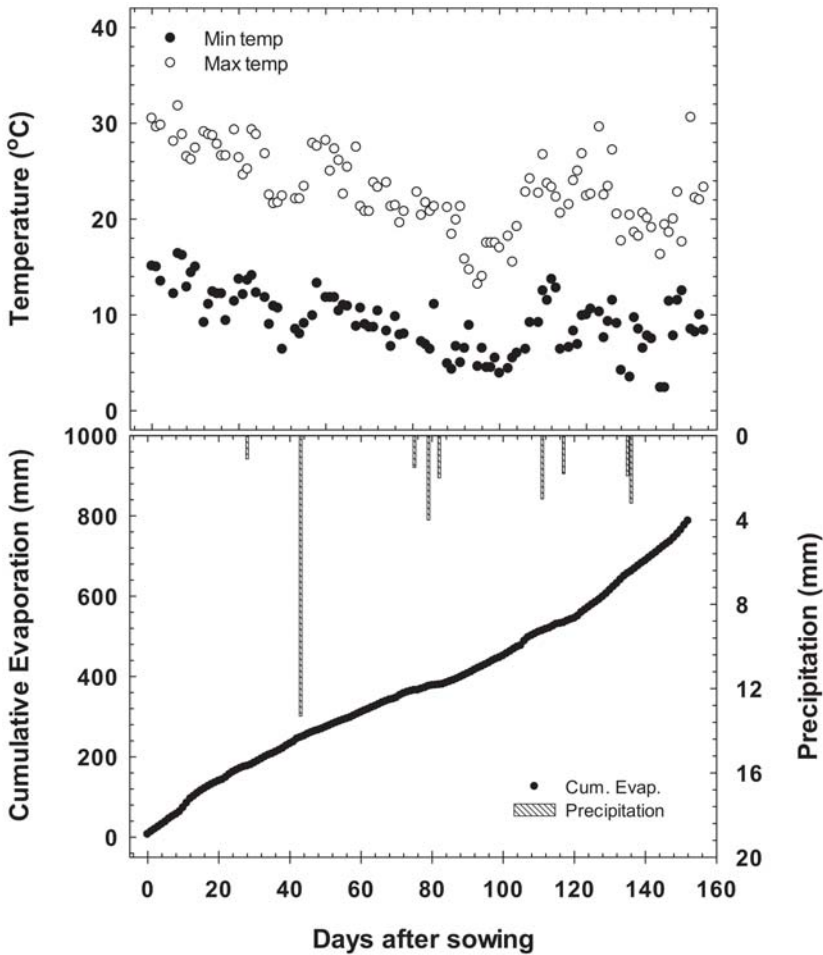 40
Min temp
Max temp
30
20
10
0
Temperature (°C)
1000
800
600
400
200
0
Cumulative Evaporation (mm)
0
4
8
12
16
20
Precipitation (mm)
Cum. Evap.
Precipitation
0 20 40 60 80 100 120 140 160
Days after sowing